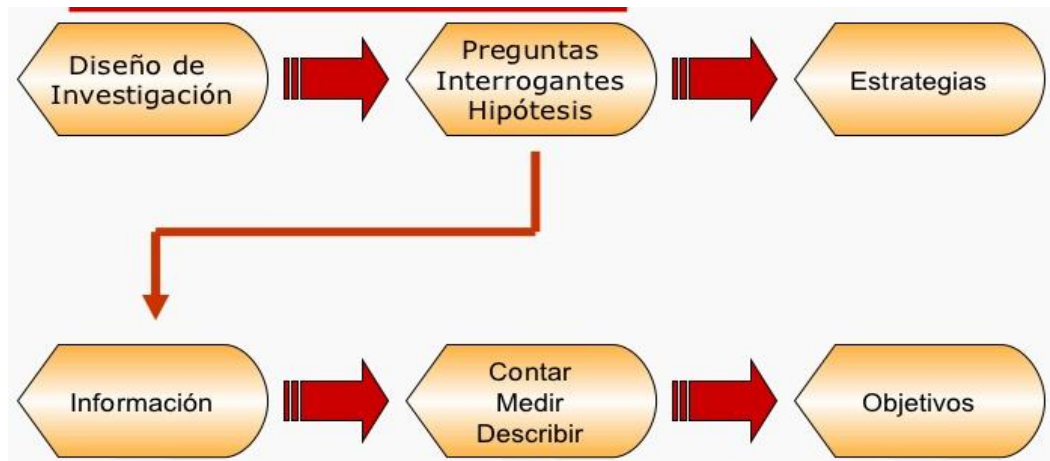 Diseño de
Investigación
Preguntas
Interrogantes
Hipótesis
Estrategias
Información
Contar
Medir
Describir
Objetivos